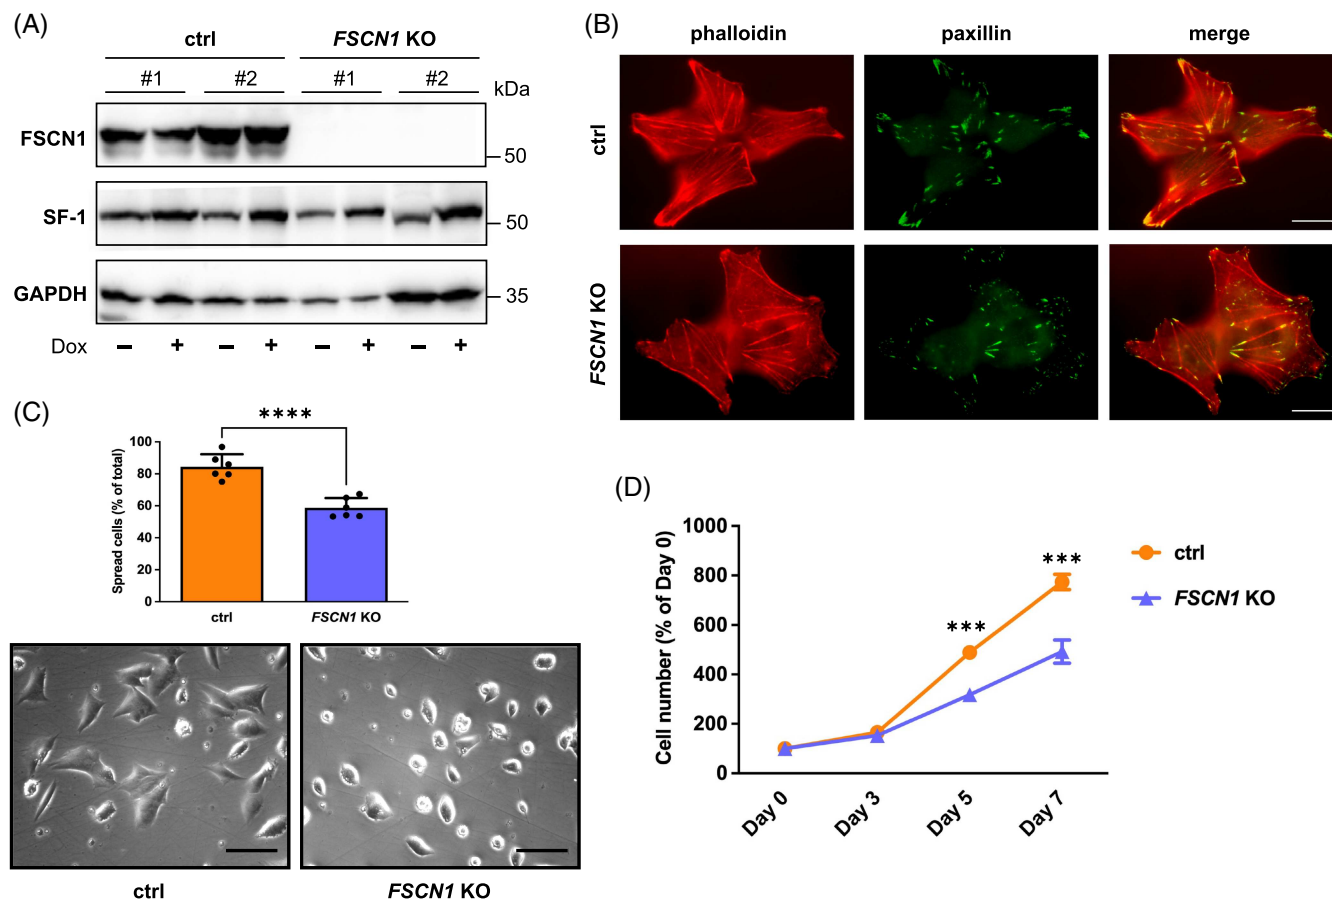 (A)
ctrl FSCN1 KO
#1 #2 #1 #2
kDa
FSCN1
50
SF-1
50
GAPDH
35
Dox − + − + − + − +
(B)
phalloidin paxillin merge
ctrl
FSCN1 KO
(C)
****
Spread cells (% of total)
100
80
60
40
20
0
ctrl FSCN1 KO
ctrl FSCN1 KO
(D)
Cell number (% of Day 0)
1000
800
600
400
200
0
***
***
Day 0 Day 3 Day 5 Day 7
ctrl
FSCN1 KO